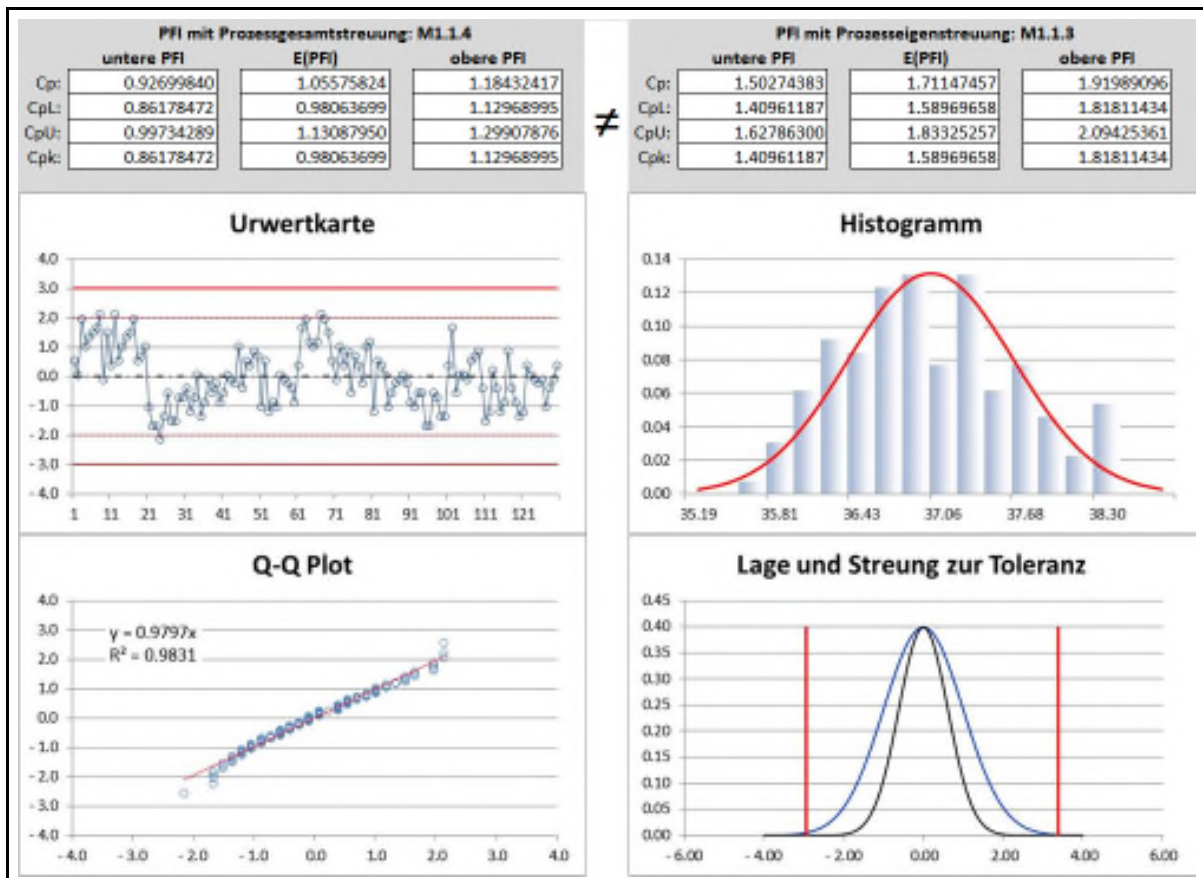 PFI mit Prozessgesamtstreuung: M1.1.4
untere PFI E(PFI) obere PFI
Cp: 0.92699840 1.05575824 1.18432417
CpL: 0.86178472 0.98063699 1.12968995
CpU: 0.99734289 1.13087950 1.29907876
Cpk: 0.86178472 0.98063699 1.12968995
≠
PFI mit Prozesseigenstreuung: M1.1.3
untere PFI E(PFI) obere PFI
Cp: 1.50274383 1.71147457 1.91989096
CpL: 1.40961187 1.58969658 1.81811434
CpU: 1.62786300 1.83325257 2.09425361
Cpk: 1.40961187 1.58969658 1.81811434
Urwertkarte
4.0
3.0
2.0
1.0
0.0
- 1.0
- 2.0
- 3.0
- 4.0
1 11 21 31 41 51 61 71 81 91 101 111 121
Histogramm
0.14
0.12
0.10
0.08
0.06
0.04
0.02
0.00
35.19 35.81 36.43 37.06 37.68 38.30
Q-Q Plot
4.0
3.0
2.0
1.0
0.0
- 1.0
- 2.0
- 3.0
- 4.0
y = 0.9797x
R² = 0.9831
- 4.0 - 3.0 - 2.0 - 1.0 0.0 1.0 2.0 3.0 4.0
Lage und Streung zur Toleranz
0.45
0.40
0.35
0.30
0.25
0.20
0.15
0.10
0.05
0.00
- 6.00 - 4.00 - 2.00 0.00 2.00 4.00 6.00